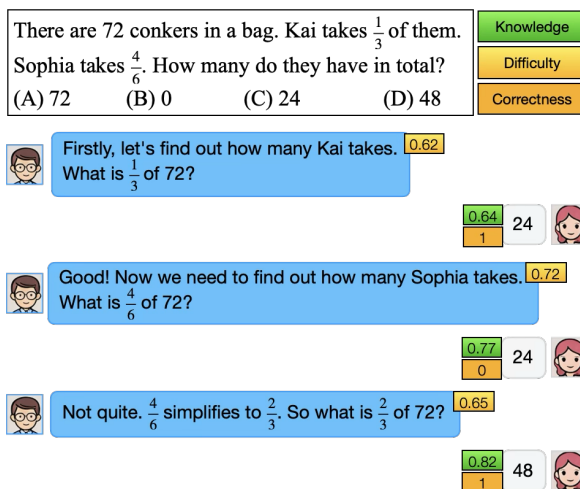 There are 72 conkers in a bag. Kai takes 1/3 of them.
Sophia takes 4/6. How many do they have in total?
(A) 72 (B) 0 (C) 24 (D) 48
Knowledge
Difficulty
Correctness
Firstly, let's find out how many Kai takes.
What is 1/3 of 72?
0.62
0.64
1
24
Good! Now we need to find out how many Sophia takes.
What is 4/6 of 72?
0.72
0.77
0
24
Not quite. 4/6 simplifies to 2/3. So what is 2/3 of 72?
0.65
0.82
1
48